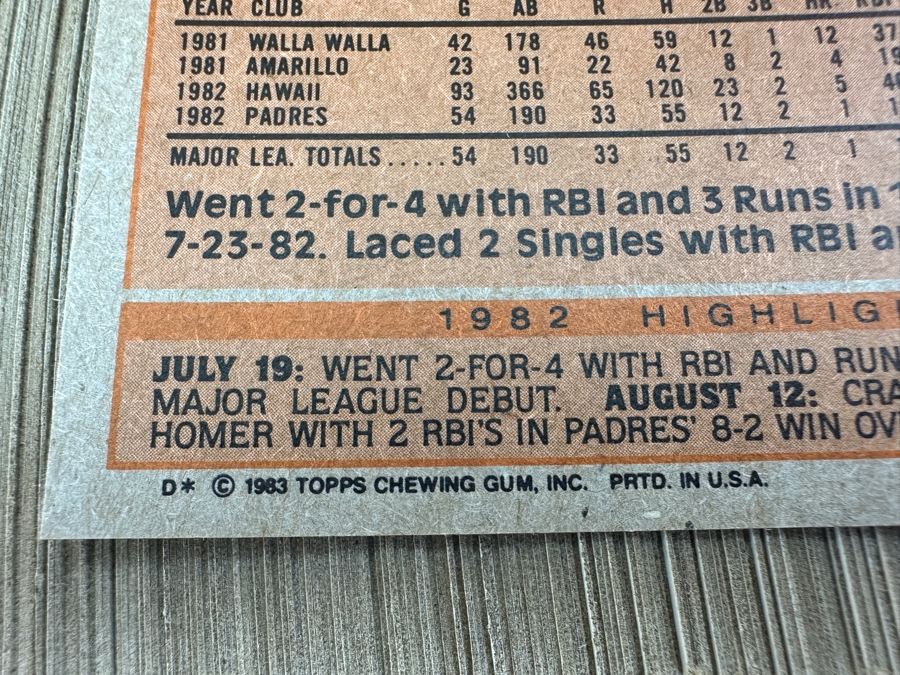 YEAR CLUB G AB R H 2B 3B HR
1981 WALLA WALLA 42 178 46 59 12 1 12 37
1981 AMARILLO 23 91 22 42 8 2 4
1982 HAWAII 93 366 65 120 23 2 5
1982 PADRES 54 190 33 55 12 2 1
MAJOR LEA. TOTALS.....54 190 33 55 12 2 1
Went 2-for-4 with RBI and 3 Runs in
7-23-82. Laced 2 Singles with RBI
1982 HIGHLIG
JULY 19: WENT 2-FOR-4 WITH RBI AND RUN
MAJOR LEAGUE DEBUT. AUGUST 12: CRA
HOMER WITH 2 RBI'S IN PADRES' 8-2 WIN OV
D* © 1983 TOPPS CHEWING GUM, INC. PRTD. IN U.S.A.